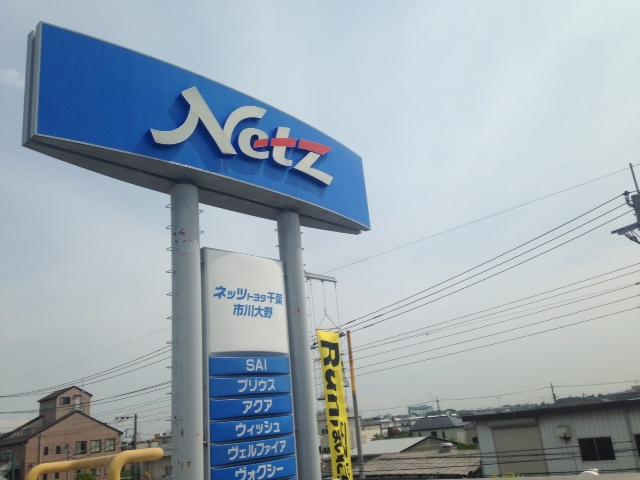 Netz
ネッツトヨタ千葉
市川大野
SAI
プリウス
アクア
ウィッシュ
ヴェルファイア
ヴォクシー
Run